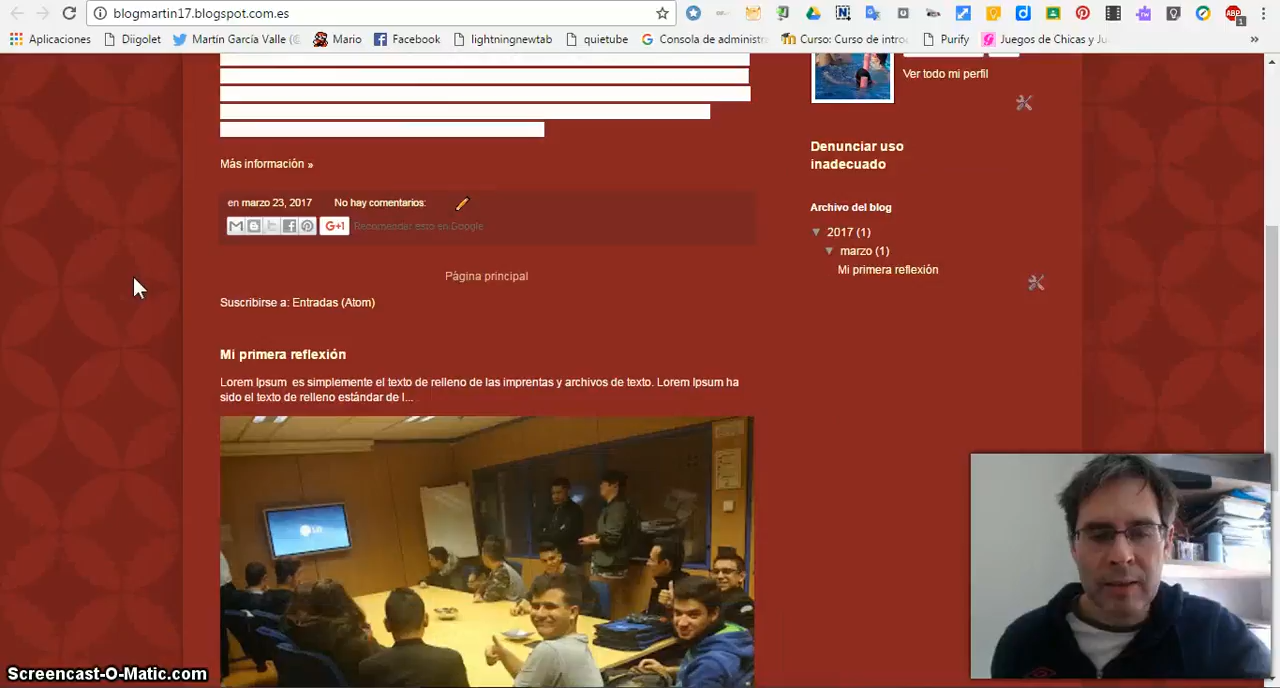 blogmartin17.blogspot.com.es
Aplicaciones Diigolet Martin García Valle (@ Mario Facebook lightningnewtab quietube Consola de administ Curso: Curso de intro Purify Juegos de Chicas y Ju »
Ver todo mi perfil
Denunciar uso
inadecuado
Más información »
en marzo 23, 2017 No hay comentarios:
G+1 Recomendar esto en Google
Archivo del blog
▼ 2017 (1)
▼ marzo (1)
Mi primera reflexión
Página principal
Suscribirse a: Entradas (Atom)
Mi primera reflexión
Lorem Ipsum es simplemente el texto de relleno de las imprentas y archivos de texto. Lorem Ipsum ha
sido el texto de relleno estándar de l...
LG
Screencast-O-Matic.com